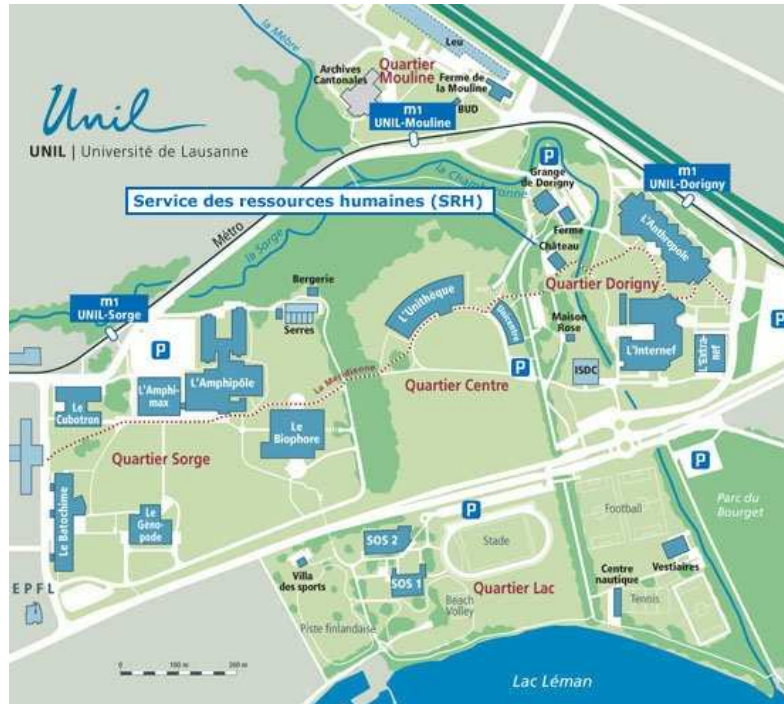 Unil
UNIL | Université de Lausanne
la Mèbre
Leu
Archives
Cantonales
Quartier
Mouline
Ferme de
la Mouline
BUD
m1
UNIL-Mouline
P
la Chamberonne
Grange
de Dorigny
m1
UNIL-Dorigny
Service des ressources humaines (SRH)
Ferme
Château
L'Anthropole
Métro
la Sorge
Quartier Dorigny
Bergerie
Serres
L'Unithèque
Unicentre
Maison
Rose
L'Internef
L'Extra-
nef
P
m1
UNIL-Sorge
P
ISDC
P
La Méridienne
Quartier Centre
L'Amphi-
max
L'Amphipôle
Le
Cubotron
Le
Biophore
Quartier Sorge
P
Parc du
Bourget
Le Batochime
Le
Géno-
pode
P
Football
Stade
SOS 2
SOS 1
Villa
des sports
Quartier Lac
Centre
nautique
Vestiaires
EPFL
Beach
Volley
Tennis
Piste finlandaise
0 100 m 200 m
Lac Léman